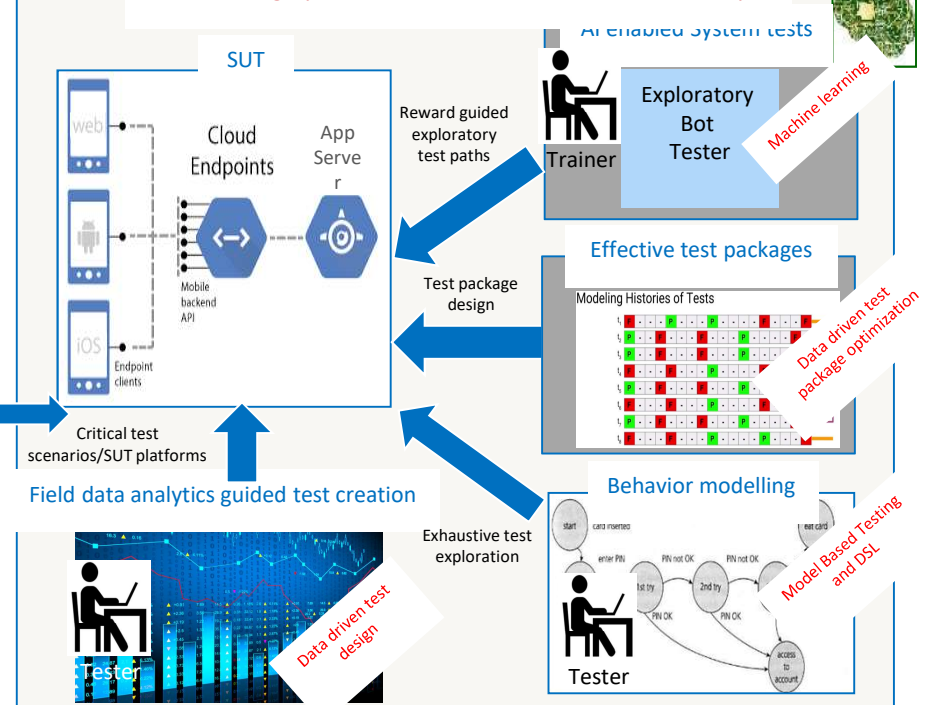 AI enabled System tests
SUT
web
iOS
Cloud
Endpoints
App
Serve
r
Mobile
backend
API
Endpoint
clients
Reward guided
exploratory
test paths
Trainer
Exploratory
Bot
Tester
Machine learning
Effective test packages
Test package
design
Modeling Histories of Tests
Data driven test
package optimization
Critical test
scenarios/SUT platforms
Field data analytics guided test creation
Tester
Data driven test
design
Exhaustive test
exploration
Behavior modelling
start
card inserted
eat card
enter PIN
PIN not OK
PIN not OK
1st try
2nd try
PIN OK
PIN OK
access
to
account
Tester
Model Based Testing
and DSL